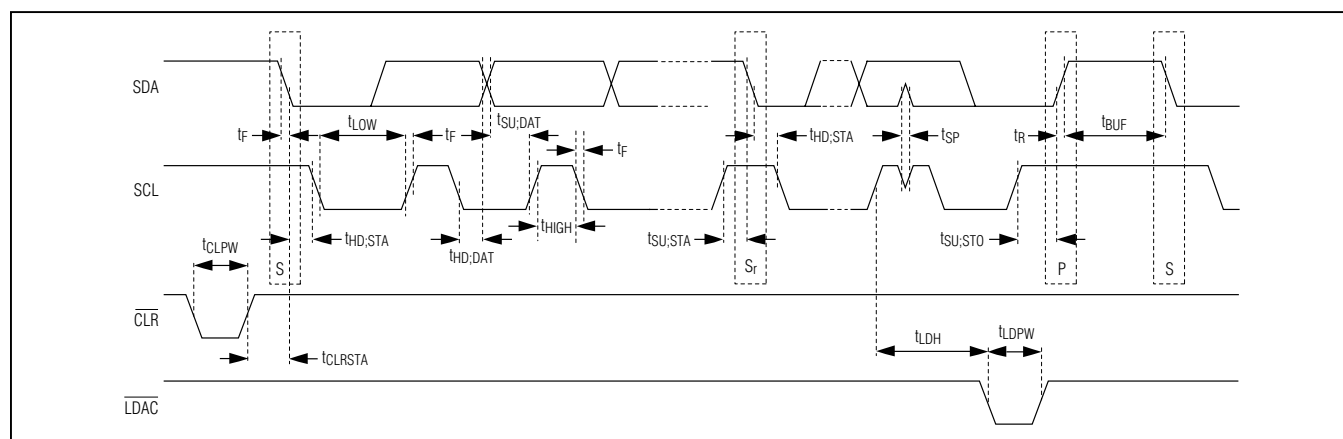 SDA
tF
tLOW
tF
tSU;DAT
tF
tHD;STA
tSP
tR
tBUF
SCL
tCLPW
tHD;STA
tHD;DAT
tHIGH
tSU;STA
tSU;STO
S
Sr
P
S
CLR
tCLRSTA
tLDH
tLDPW
LDAC